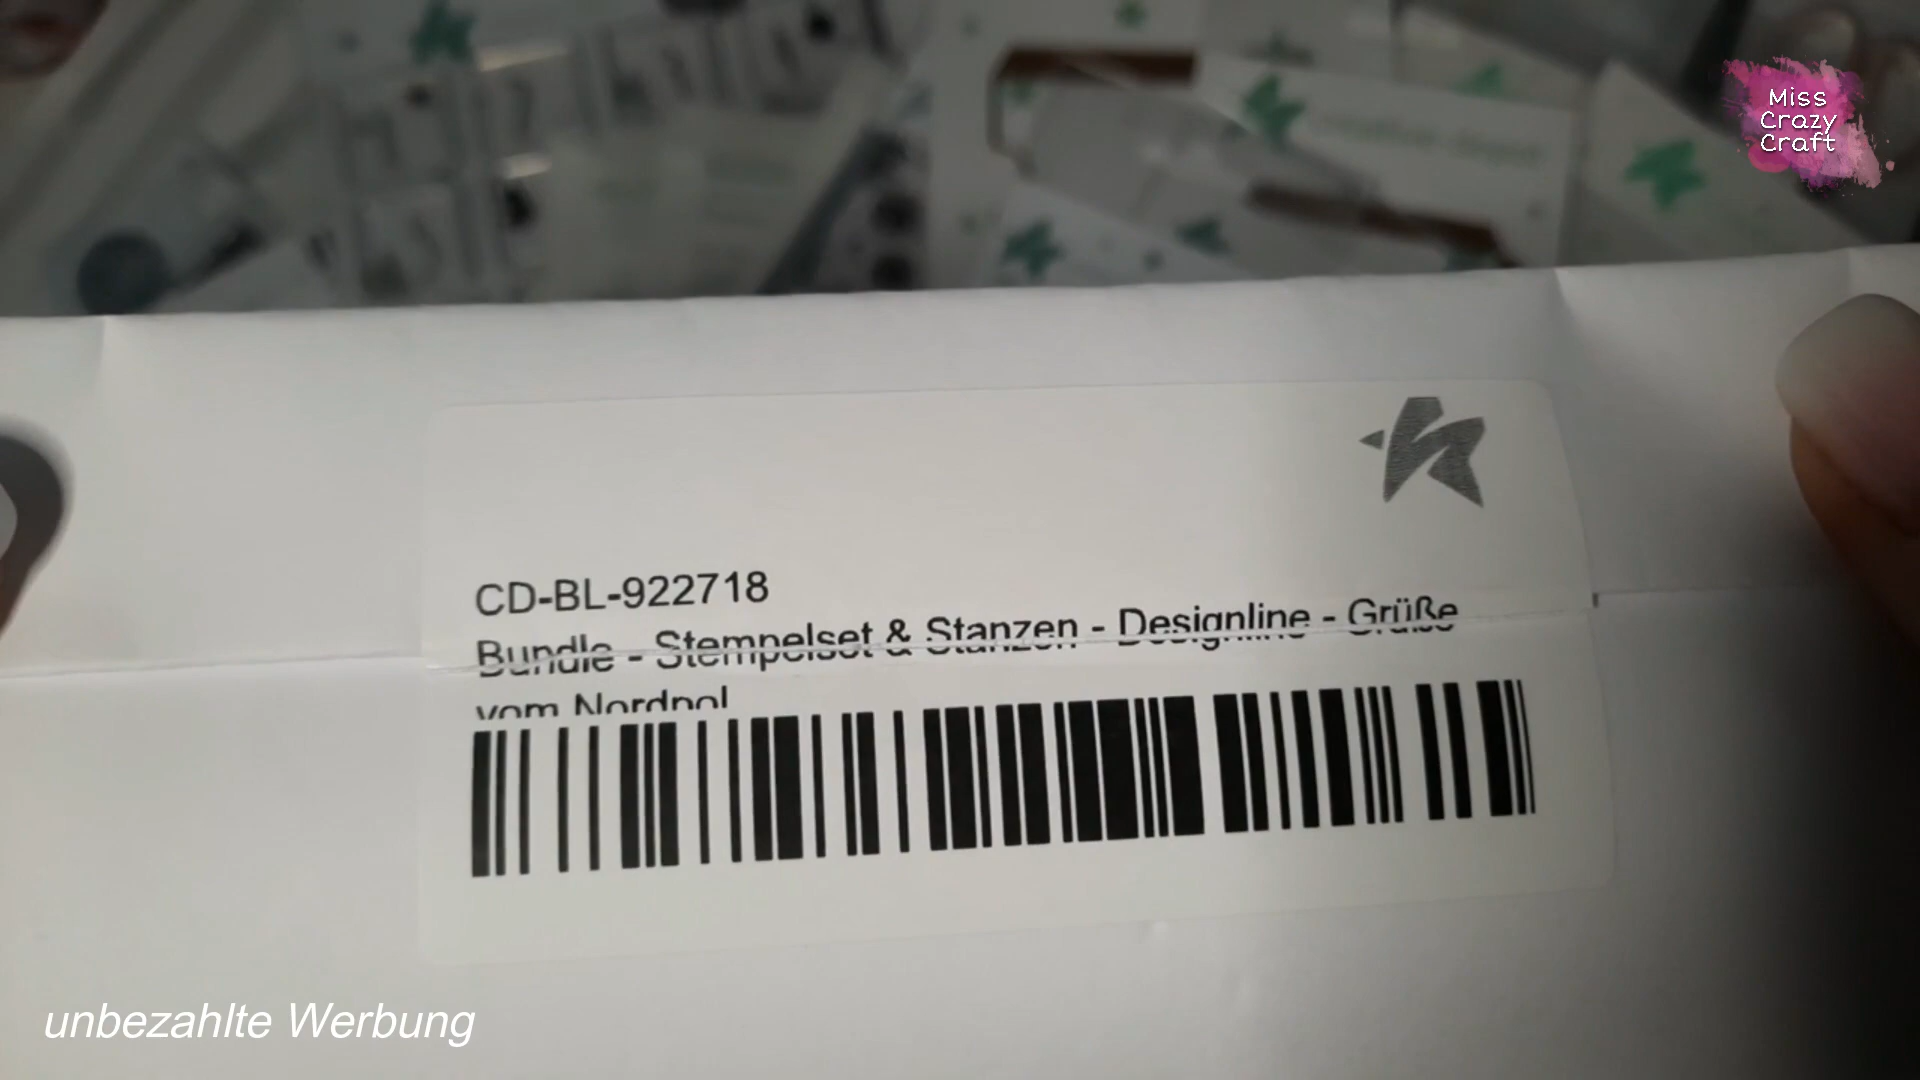 Miss
Crazy
Craft
CD-BL-922718
Bundle - Stempelset & Stanzen - Designline - Grüße
vom Nordpol
unbezahlte Werbung